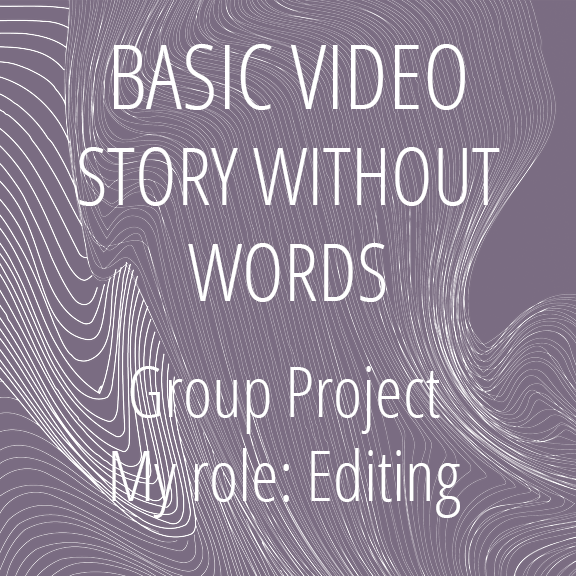 BASIC VIDEO
STORY WITHOUT
WORDS
Group Project
My role: Editing